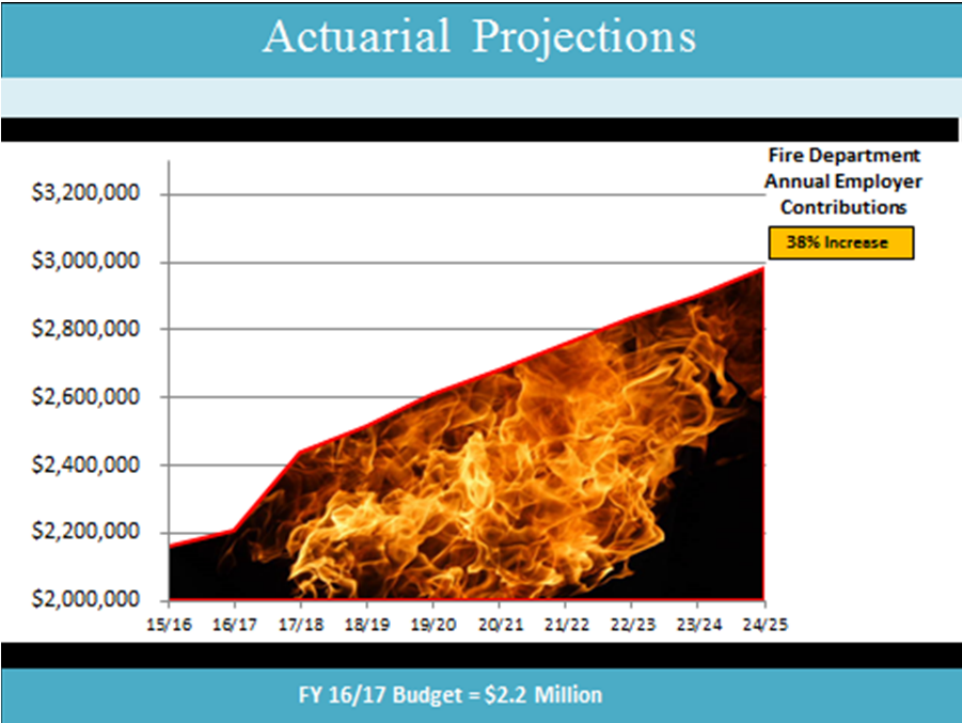 Actuarial Projections
Fire Department
Annual Employer
Contributions
38% Increase
$3,200,000
$3,000,000
$2,800,000
$2,600,000
$2,400,000
$2,200,000
$2,000,000
15/16 16/17 17/18 18/19 19/20 20/21 21/22 22/23 23/24 24/25
FY 16/17 Budget = $2.2 Million